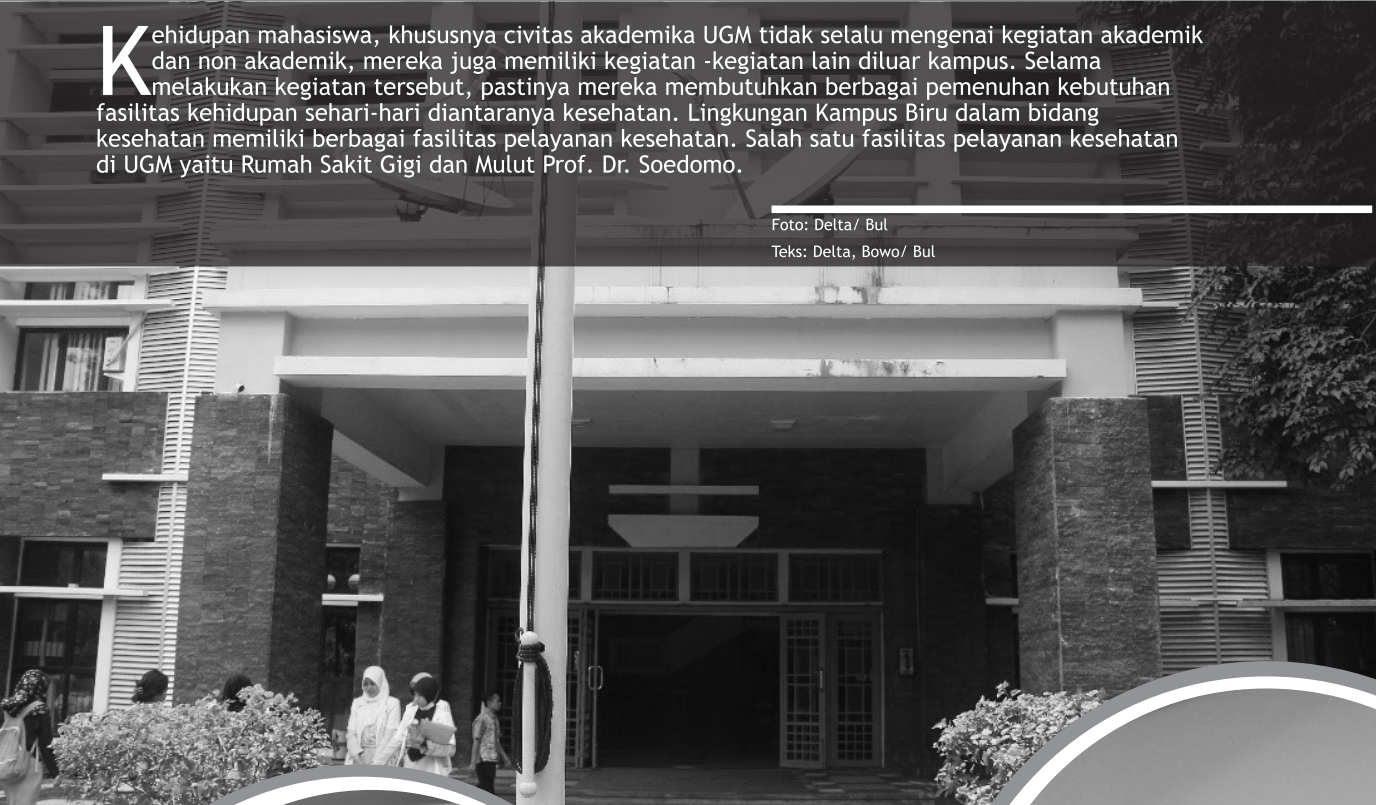 Kehidupan mahasiswa, khususnya civitas akademika UGM tidak selalu mengenai kegiatan akademik
dan non akademik, mereka juga memiliki kegiatan -kegiatan lain diluar kampus. Selama
melakukan kegiatan tersebut, pastinya mereka membutuhkan berbagai pemenuhan kebutuhan
fasilitas kehidupan sehari-hari diantaranya kesehatan. Lingkungan Kampus Biru dalam bidang
kesehatan memiliki berbagai fasilitas pelayanan kesehatan. Salah satu fasilitas pelayanan kesehatan
di UGM yaitu Rumah Sakit Gigi dan Mulut Prof. Dr. Soedomo.
Foto: Delta/ Bul
Teks: Delta, Bowo/ Bul